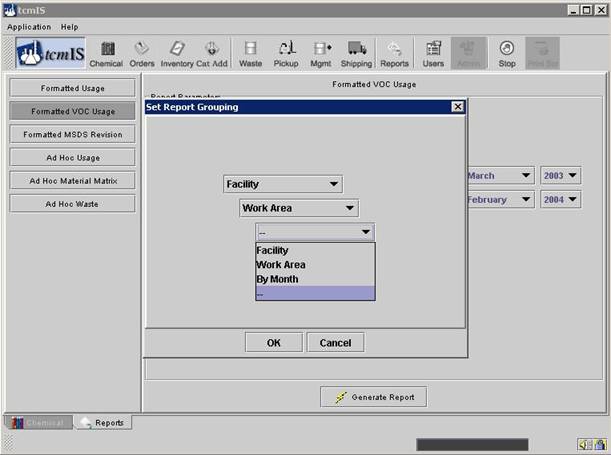 tcmIS
Application Help
tcmIS
Chemical Orders Inventory Cat Add Waste Pickup Mgmt Shipping Reports Users Admin Stop Print Scr
Formatted Usage
Formatted VOC Usage
Formatted MSDS Revision
Ad Hoc Usage
Ad Hoc Material Matrix
Ad Hoc Waste
Formatted VOC Usage
Report Parameters
Set Report Grouping
Facility
Work Area
--
Facility
Work Area
By Month
--
OK Cancel
March 2003
February 2004
Generate Report
Chemical Reports